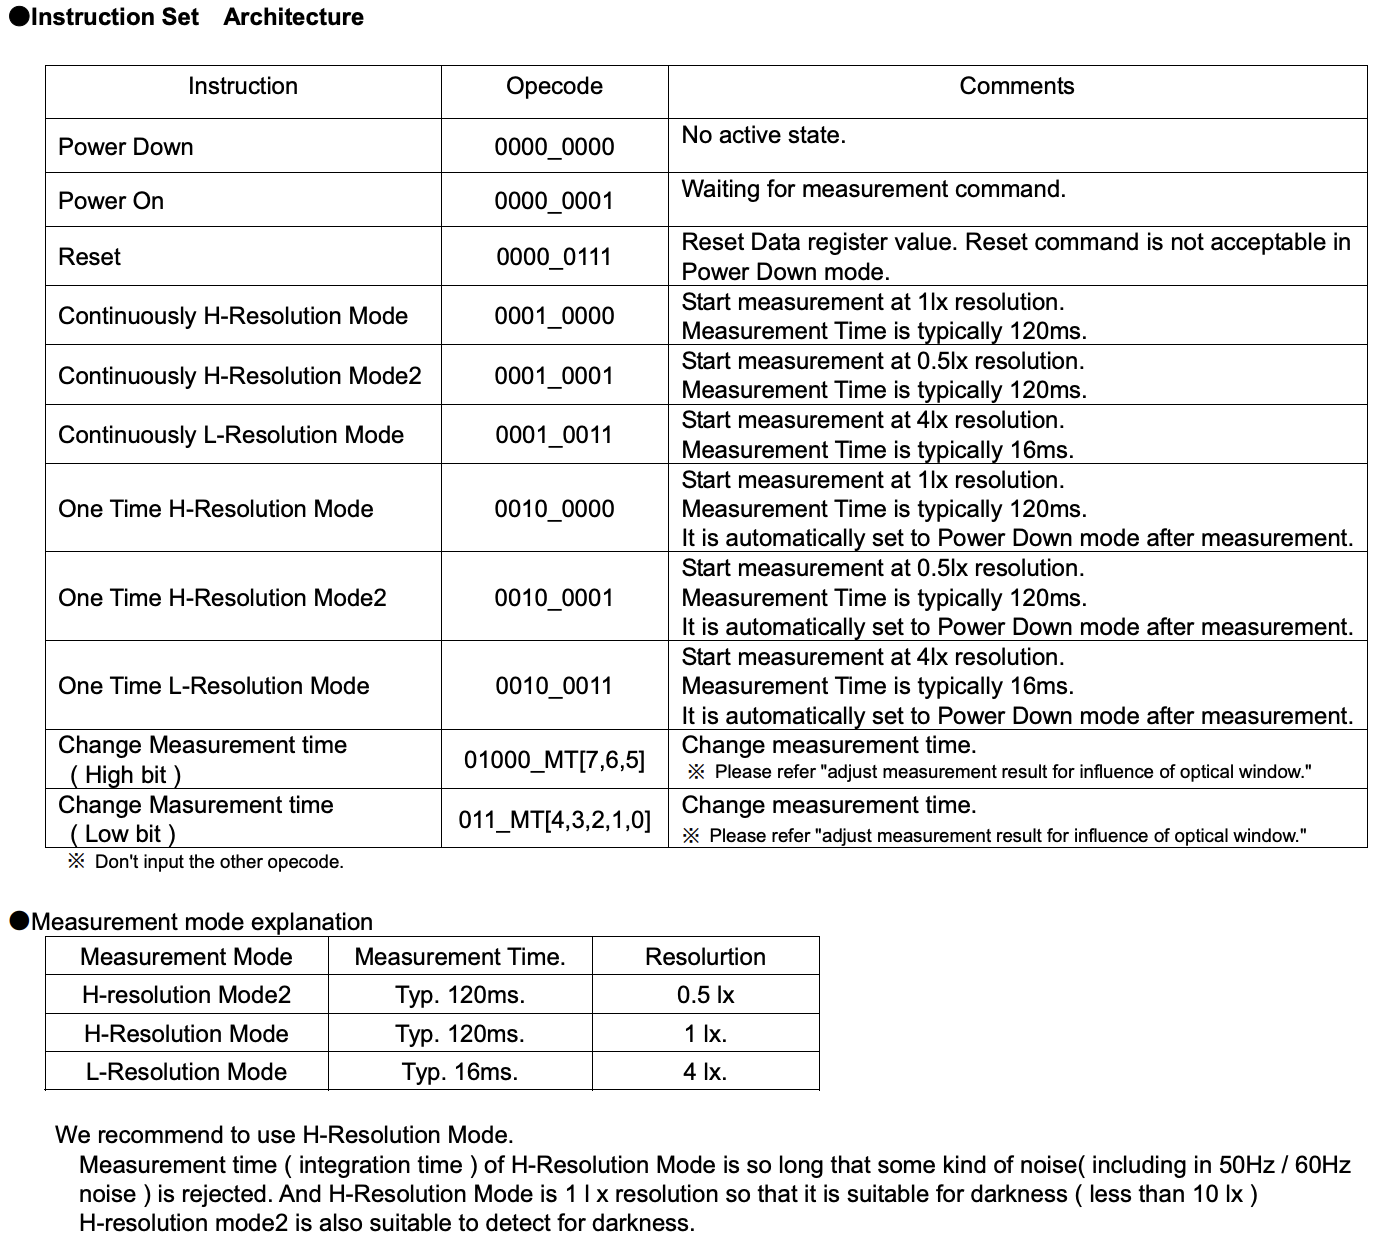 ●Instruction Set Architecture
Instruction Opecode Comments
Power Down 0000_0000 No active state.
Power On 0000_0001 Waiting for measurement command.
Reset 0000_0111 Reset Data register value. Reset command is not acceptable in
Power Down mode.
Continuously H-Resolution Mode 0001_0000 Start measurement at 1lx resolution.
Measurement Time is typically 120ms.
Continuously H-Resolution Mode2 0001_0001 Start measurement at 0.5lx resolution.
Measurement Time is typically 120ms.
Continuously L-Resolution Mode 0001_0011 Start measurement at 4lx resolution.
Measurement Time is typically 16ms.
One Time H-Resolution Mode 0010_0000 Start measurement at 1lx resolution.
Measurement Time is typically 120ms.
It is automatically set to Power Down mode after measurement.
One Time H-Resolution Mode2 0010_0001 Start measurement at 0.5lx resolution.
Measurement Time is typically 120ms.
It is automatically set to Power Down mode after measurement.
One Time L-Resolution Mode 0010_0011 Start measurement at 4lx resolution.
Measurement Time is typically 16ms.
It is automatically set to Power Down mode after measurement.
Change Measurement time
( High bit ) 01000_MT[7,6,5] Change measurement time.
※ Please refer "adjust measurement result for influence of optical window."
Change Masurement time
( Low bit ) 011_MT[4,3,2,1,0] Change measurement time.
※ Please refer "adjust measurement result for influence of optical window."
※ Don't input the other opecode.
●Measurement mode explanation
Measurement Mode Measurement Time. Resolurtion
H-resolution Mode2 Typ. 120ms. 0.5 lx
H-Resolution Mode Typ. 120ms. 1 lx.
L-Resolution Mode Typ. 16ms. 4 lx.
We recommend to use H-Resolution Mode.
Measurement time ( integration time ) of H-Resolution Mode is so long that some kind of noise( including in 50Hz / 60Hz
noise ) is rejected. And H-Resolution Mode is 1 l x resolution so that it is suitable for darkness ( less than 10 lx )
H-resolution mode2 is also suitable to detect for darkness.